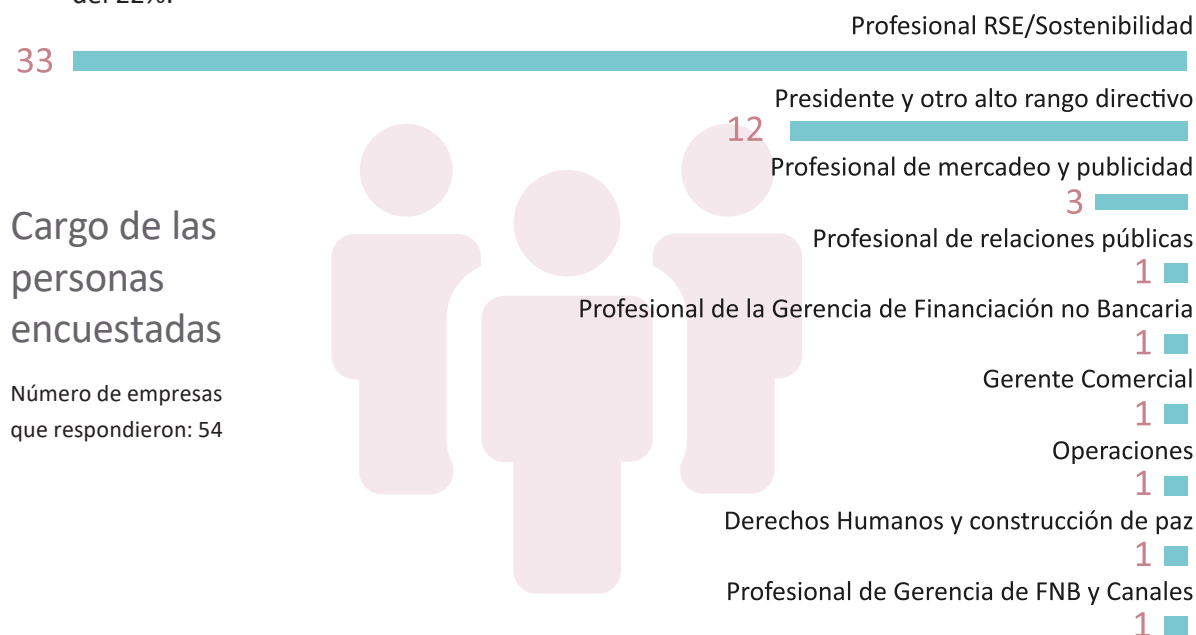 del 22%.
Profesional RSE/Sostenibilidad
33
Presidente y otro alto rango directivo
12
Profesional de mercadeo y publicidad
3
Profesional de relaciones públicas
1
Profesional de la Gerencia de Financiación no Bancaria
1
Gerente Comercial
1
Operaciones
1
Derechos Humanos y construcción de paz
1
Profesional de Gerencia de FNB y Canales
1
Cargo de las
personas
encuestadas
Número de empresas
que respondieron: 54